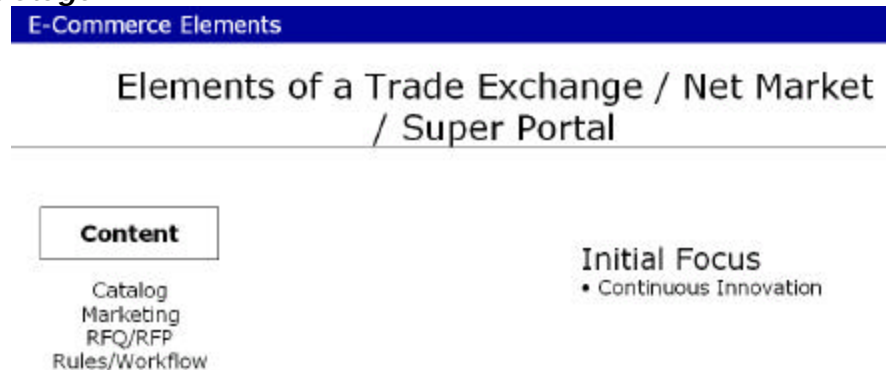 E-Commerce Elements
Elements of a Trade Exchange / Net Market
/ Super Portal
Content
Catalog
Marketing
RFQ/RFP
Rules/Workflow
Initial Focus
• Continuous Innovation